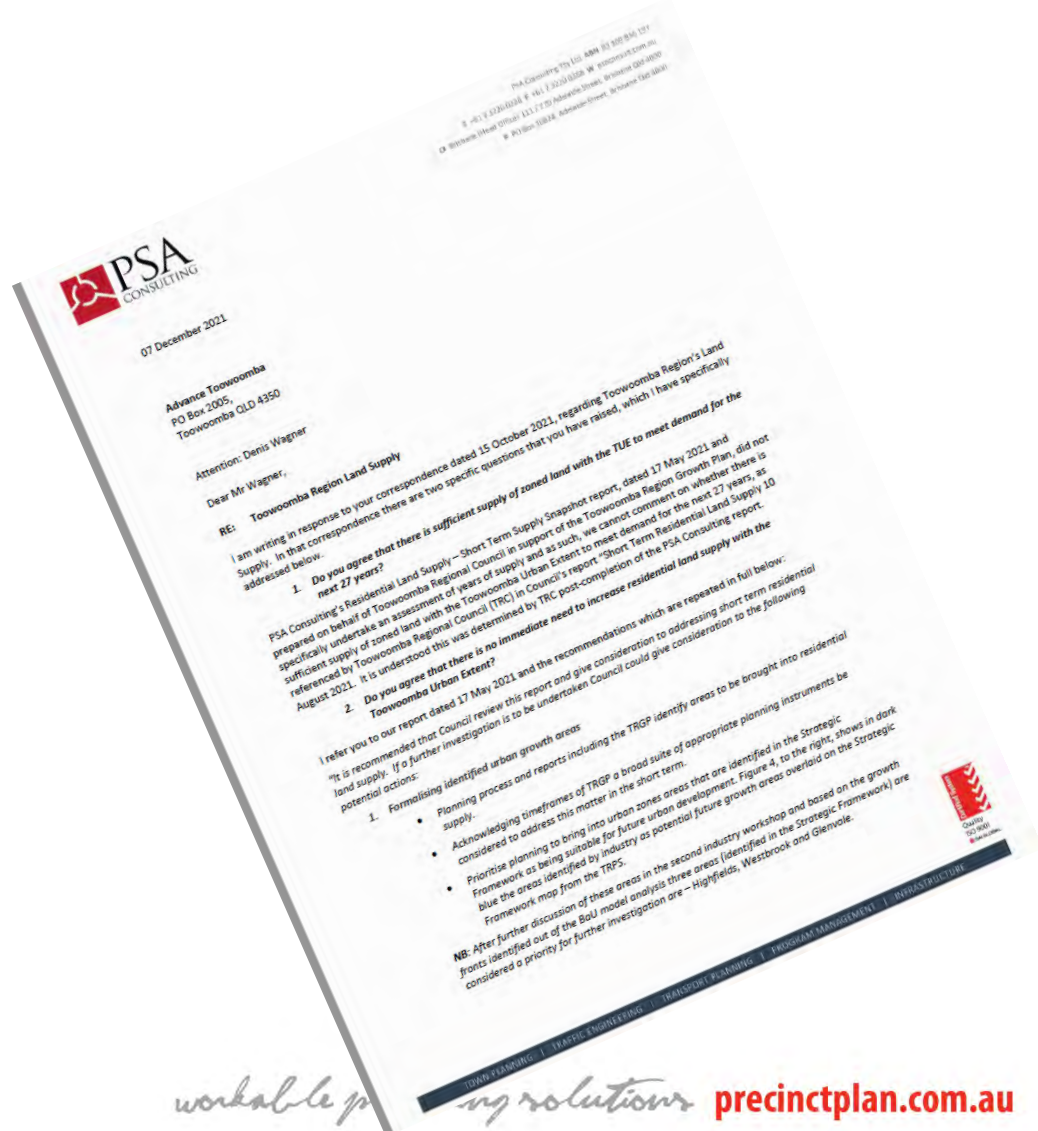 PSA Consulting Pty Ltd ABN
PSA
CONSULTING
07 December 2021
Advance Toowoomba
PO Box 2005,
Toowoomba QLD 4350
Attention: Denis Wagner
Dear Mr Wagner,
RE: Toowoomba Region Land Supply
I am writing in response to your correspondence dated 15 October 2021, regarding Toowoomba Region's Land
Supply. In that correspondence there are two specific questions that you have raised, which I have specifically
addressed below.
1. Do you agree that there is sufficient supply of zoned land with the TUE to meet demand for the
next 27 years?
PSA Consulting's Residential Land Supply – Short Term Supply Snapshot report, dated 17 May 2021 and
prepared on behalf of Toowoomba Regional Council in support of the Toowoomba Region Growth Plan, did not
specifically undertake an assessment of years of supply and as such, we cannot comment on whether there is
sufficient supply of zoned land with the Toowoomba Urban Extent to meet demand for the next 27 years, as
referenced by Toowoomba Regional Council (TRC) in Council's report "Short Term Residential Land Supply 10
August 2021. It is understood this was determined by TRC post-completion of the PSA Consulting report.
2. Do you agree that there is no immediate need to increase residential land supply with the
Toowoomba Urban Extent?
I refer you to our report dated 17 May 2021 and the recommendations which are repeated in full below:
"It is recommended that Council review this report and give consideration to addressing short term residential
land supply. If a further investigation is to be undertaken Council could give consideration to the following
potential actions:
1. Formalising identified urban growth areas
• Planning process and reports including the TRGP identify areas to be brought into residential
supply.
• Acknowledging timeframes of TRGP a broad suite of appropriate planning instruments be
considered to address this matter in the short term.
• Prioritise planning to bring into urban zones areas that are identified in the Strategic
Framework as being suitable for future urban development. Figure 4, to the right, shows in dark
blue the areas identified by industry as potential future growth areas overlaid on the Strategic
Framework map from the TRPS.
NB: After further discussion of these areas in the second industry workshop and based on the growth
fronts identified out of the BaU model analysis three areas (identified in the Strategic Framework) are
considered a priority for further investigation are – Highfields, Westbrook and Glenvale.
Quality
ISO 9001
TOWN PLANNING | TRAFFIC ENGINEERING | TRANSPORT PLANNING | PROGRAM MANAGEMENT | INFRASTRUCTURE
workable p ng solutions precinctplan.com.au